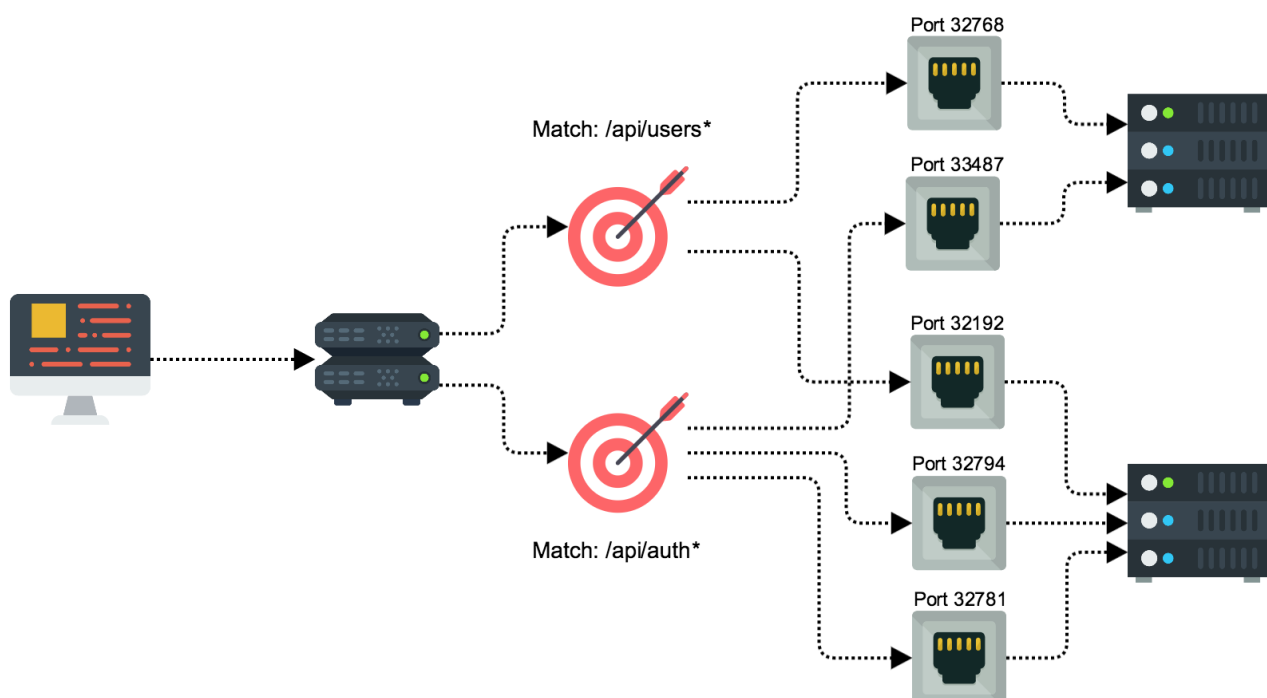 Port 32768
Match: /api/users*
Port 33487
Port 32192
Port 32794
Match: /api/auth*
Port 32781